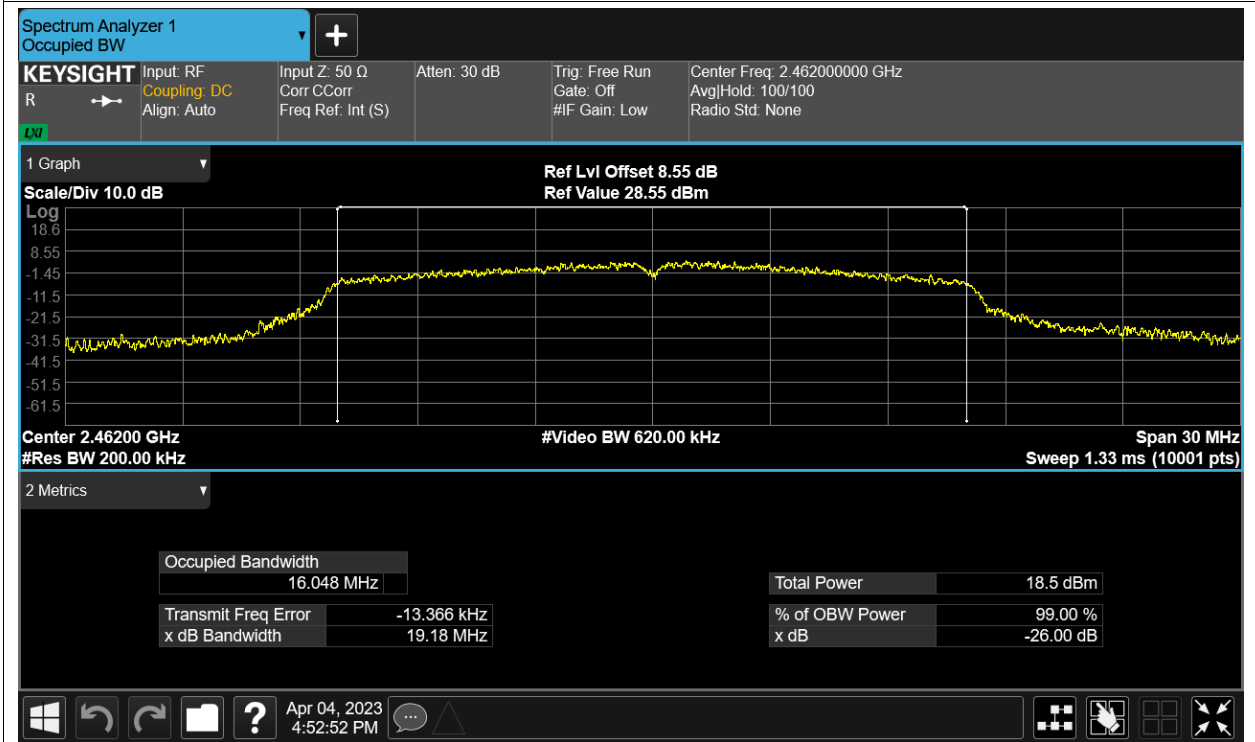 Spectrum Analyzer 1
Occupied BW
KEYSIGHT
R
LXI
Input: RF
Coupling: DC
Align: Auto
Input Z: 50 Ω
Corr CCorr
Freq Ref: Int (S)
Atten: 30 dB
Trig: Free Run
Gate: Off
#IF Gain: Low
Center Freq: 2.462000000 GHz
Avg|Hold: 100/100
Radio Std: None
1 Graph
Scale/Div 10.0 dB
Ref Lvl Offset 8.55 dB
Ref Value 28.55 dBm
Log
18.6
8.55
-1.45
-11.5
-21.5
-31.5
-41.5
-51.5
-61.5
Center 2.46200 GHz
#Video BW 620.00 kHz
Span 30 MHz
#Res BW 200.00 kHz
Sweep 1.33 ms (10001 pts)
2 Metrics
Occupied Bandwidth
16.048 MHz
Total Power 18.5 dBm
Transmit Freq Error -13.366 kHz
% of OBW Power 99.00 %
x dB Bandwidth 19.18 MHz
x dB -26.00 dB
?
Apr 04, 2023
4:52:52 PM